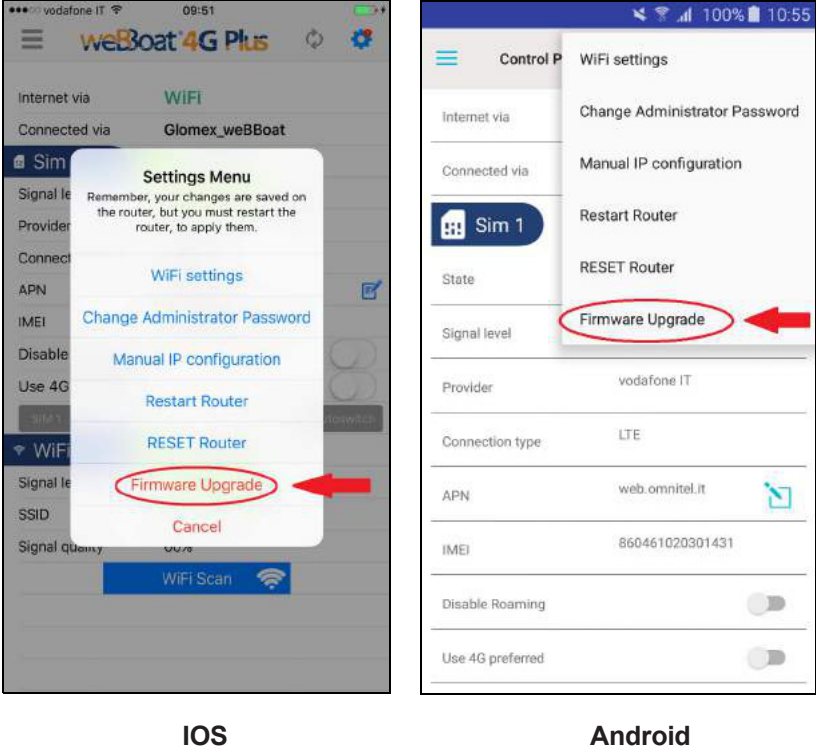 vodafone IT 09:51
weBBoat 4G Plus
Internet via WiFi
Connected via Glomex_weBBoat
Sim
Signal le
Provider
Connect
APN
IMEI
Disable
Use 4G
SIM 1
WiFi
Signal le
SSID
Signal quality
WiFi Scan
Settings Menu
Remember, your changes are saved on
the router, but you must restart the
router, to apply them.
WiFi settings
Change Administrator Password
Manual IP configuration
Restart Router
RESET Router
Firmware Upgrade
Cancel
IOS
100% 10:55
Control P
Internet via
Connected via
Sim 1
State
Signal level
Provider vodafone IT
Connection type LTE
APN web.omnitel.it
IMEI 860461020301431
Disable Roaming
Use 4G preferred
WiFi settings
Change Administrator Password
Manual IP configuration
Restart Router
RESET Router
Firmware Upgrade
Android